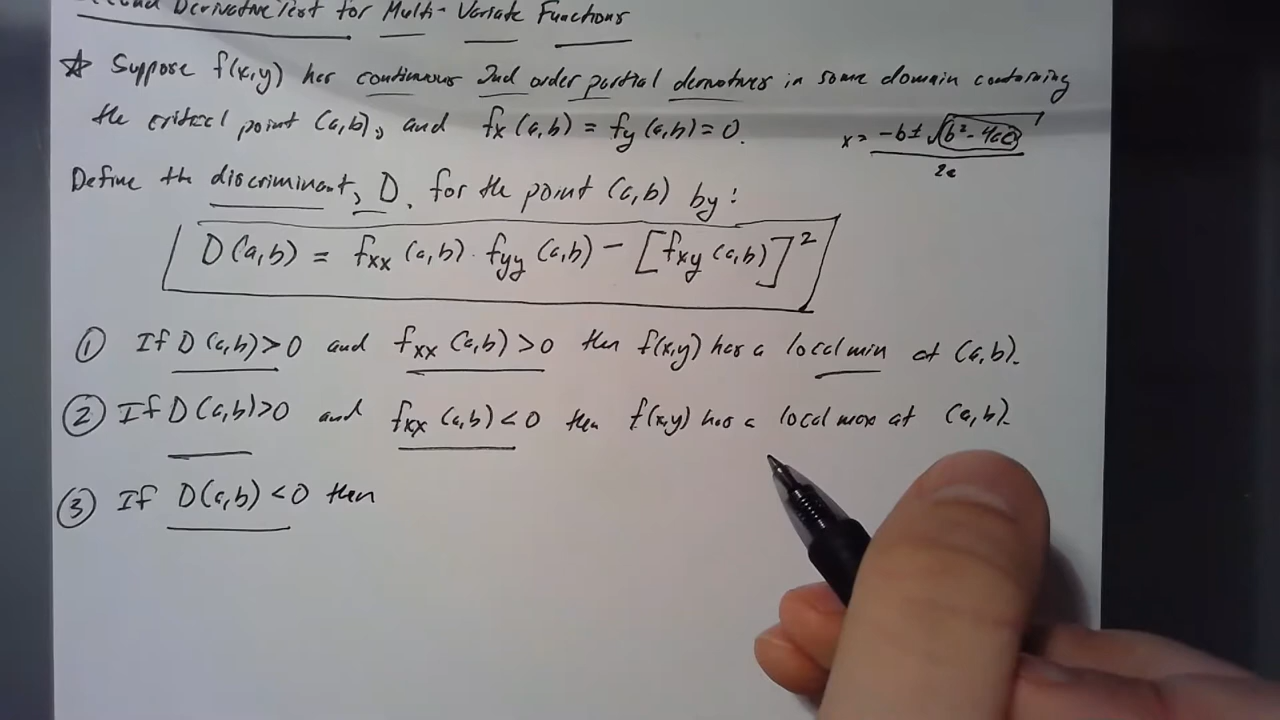 Second Derivative Test for Multi-Variate Functions
☆ Suppose f(x,y) has continuous 2nd order partial derivatives in some domain containing
the critical point (a,b), and fx(a,b) = fy(a,b) = 0.
x = (-b ± √(b² - 4ac)) / 2a
Define the discriminant, D, for the point (a,b) by:
D(a,b) = fxx(a,b) · fyy(a,b) - [fxy(a,b)]²
① If D(a,b) > 0 and fxx(a,b) > 0 then f(x,y) has a local min at (a,b).
② If D(a,b) > 0 and fxx(a,b) < 0 then f(x,y) has a local max at (a,b).
③ If D(a,b) < 0 then